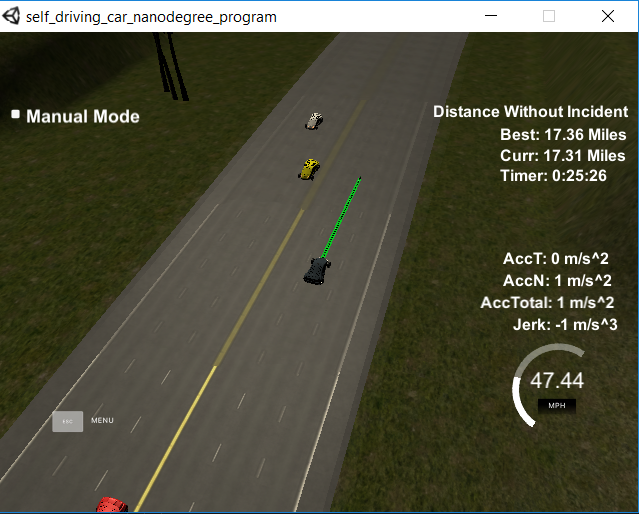 self_driving_car_nanodegree_program
Manual Mode
Distance Without Incident
Best: 17.36 Miles
Curr: 17.31 Miles
Timer: 0:25:26
AccT: 0 m/s^2
AccN: 1 m/s^2
AccTotal: 1 m/s^2
Jerk: -1 m/s^3
47.44
MPH
ESC MENU